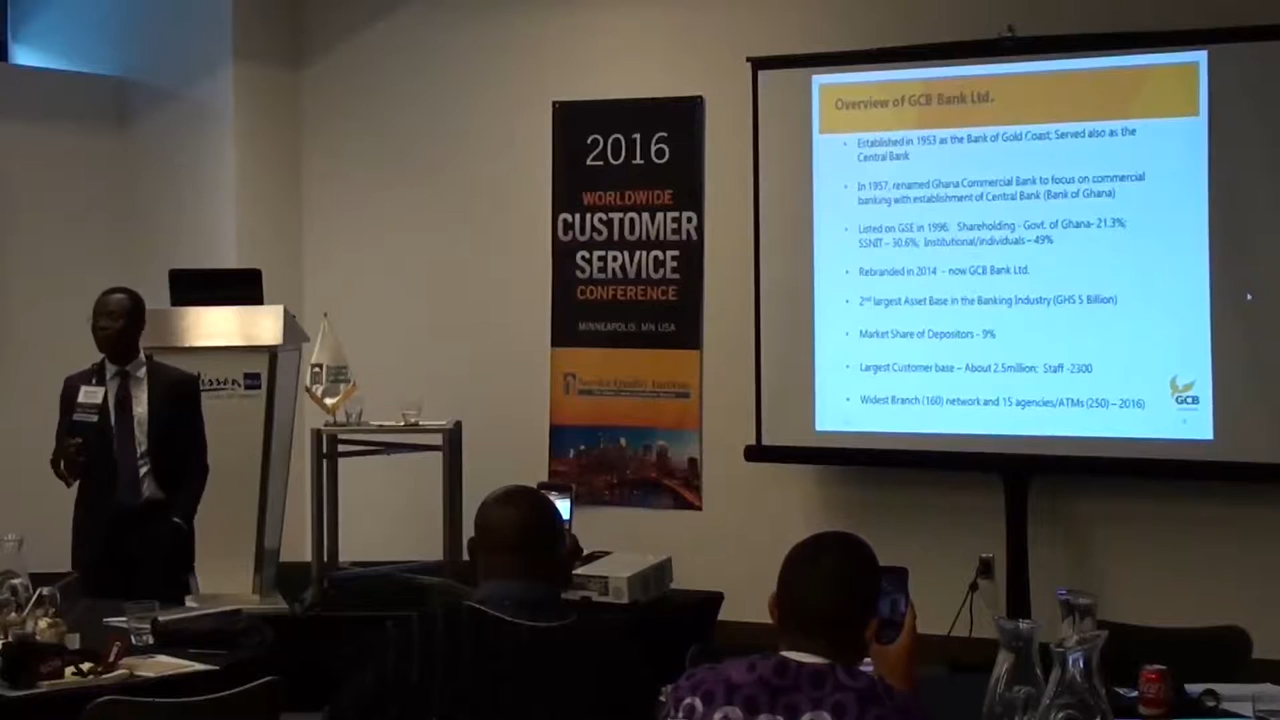 2016
WORLDWIDE
CUSTOMER
SERVICE
CONFERENCE
MINNEAPOLIS, MN USA
Service Quality Institute
Overview of GCB Bank Ltd.
• Established in 1953 as the Bank of Gold Coast; Served also as the
Central Bank
• In 1957, renamed Ghana Commercial Bank to focus on commercial
banking with establishment of Central Bank (Bank of Ghana)
• Listed on GSE in 1996: Shareholding - Govt. of Ghana- 21.3%;
SSNIT – 30.6%; Institutional/individuals – 49%
• Rebranded in 2014 - now GCB Bank Ltd.
• 2nd largest Asset Base in the Banking Industry (GHS 5 Billion)
• Market Share of Depositors - 9%
• Largest Customer base – About 2.5million; Staff -2300
• Widest Branch (160) network and 15 agencies/ATMs (250) – 2016)
GCB